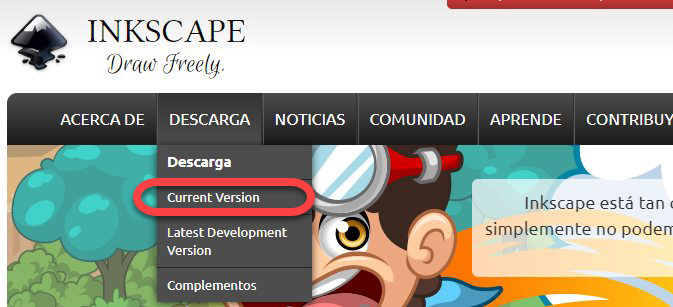 INKSCAPE
Draw Freely.
ACERCA DE DESCARGA NOTICIAS COMUNIDAD APRENDE CONTRIBUY
Descarga
Current Version
Latest Development
Version
Complementos
Inkscape está tan
simplemente no podem